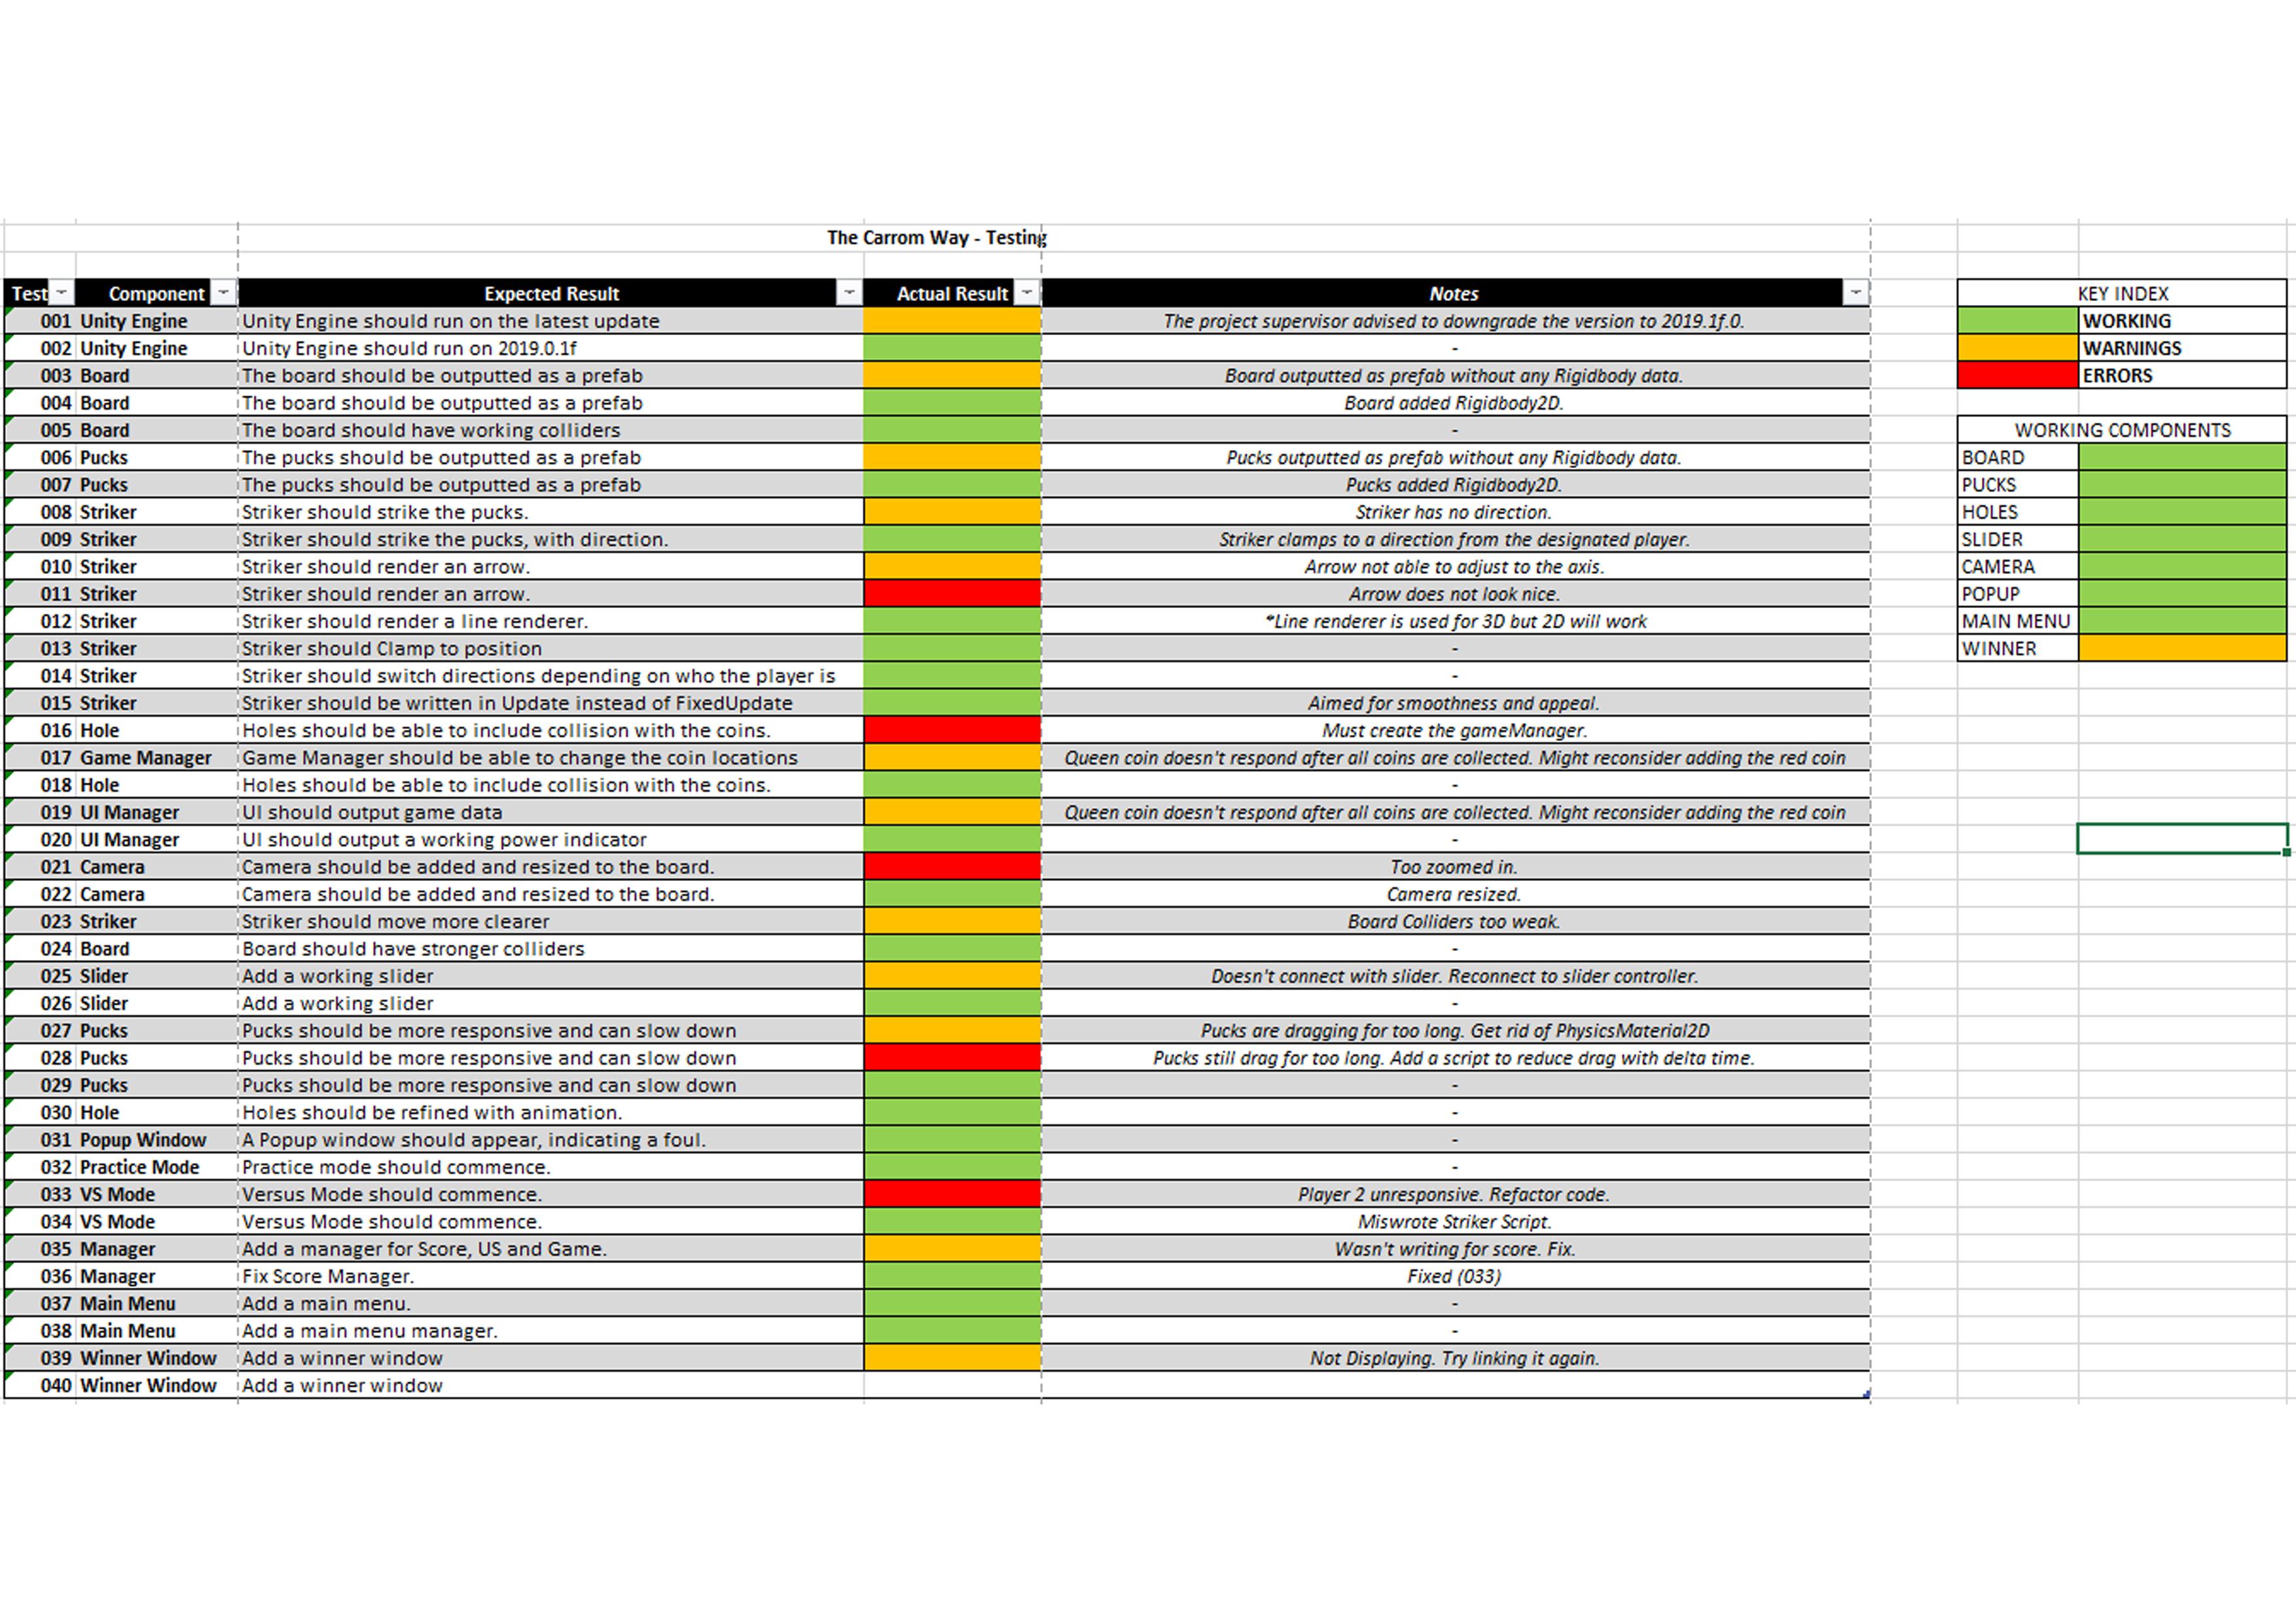 The Carrom Way - Testing
Test Component Expected Result Actual Result Notes KEY INDEX
001 Unity Engine Unity Engine should run on the latest update The project supervisor advised to downgrade the version to 2019.1f.0. WORKING
002 Unity Engine Unity Engine should run on 2019.0.1f - WARNINGS
003 Board The board should be outputted as a prefab Board outputted as prefab without any Rigidbody data. ERRORS
004 Board The board should be outputted as a prefab Board added Rigidbody2D.
005 Board The board should have working colliders - WORKING COMPONENTS
006 Pucks The pucks should be outputted as a prefab Pucks outputted as prefab without any Rigidbody data. BOARD
007 Pucks The pucks should be outputted as a prefab Pucks added Rigidbody2D. PUCKS
008 Striker Striker should strike the pucks. Striker has no direction. HOLES
009 Striker Striker should strike the pucks, with direction. Striker clamps to a direction from the designated player. SLIDER
010 Striker Striker should render an arrow. Arrow not able to adjust to the axis. CAMERA
011 Striker Striker should render an arrow. Arrow does not look nice. POPUP
012 Striker Striker should render a line renderer. *Line renderer is used for 3D but 2D will work MAIN MENU
013 Striker Striker should Clamp to position - WINNER
014 Striker Striker should switch directions depending on who the player is -
015 Striker Striker should be written in Update instead of FixedUpdate Aimed for smoothness and appeal.
016 Hole Holes should be able to include collision with the coins. Must create the gameManager.
017 Game Manager Game Manager should be able to change the coin locations Queen coin doesn't respond after all coins are collected. Might reconsider adding the red coin
018 Hole Holes should be able to include collision with the coins. -
019 UI Manager UI should output game data Queen coin doesn't respond after all coins are collected. Might reconsider adding the red coin
020 UI Manager UI should output a working power indicator -
021 Camera Camera should be added and resized to the board. Too zoomed in.
022 Camera Camera should be added and resized to the board. Camera resized.
023 Striker Striker should move more clearer Board Colliders too weak.
024 Board Board should have stronger colliders -
025 Slider Add a working slider Doesn't connect with slider. Reconnect to slider controller.
026 Slider Add a working slider -
027 Pucks Pucks should be more responsive and can slow down Pucks are dragging for too long. Get rid of PhysicsMaterial2D
028 Pucks Pucks should be more responsive and can slow down Pucks still drag for too long. Add a script to reduce drag with delta time.
029 Pucks Pucks should be more responsive and can slow down -
030 Hole Holes should be refined with animation. -
031 Popup Window A Popup window should appear, indicating a foul. -
032 Practice Mode Practice mode should commence. -
033 VS Mode Versus Mode should commence. Player 2 unresponsive. Refactor code.
034 VS Mode Versus Mode should commence. Miswrote Striker Script.
035 Manager Add a manager for Score, US and Game. Wasn't writing for score. Fix.
036 Manager Fix Score Manager. Fixed (033)
037 Main Menu Add a main menu. -
038 Main Menu Add a main menu manager. -
039 Winner Window Add a winner window Not Displaying. Try linking it again.
040 Winner Window Add a winner window